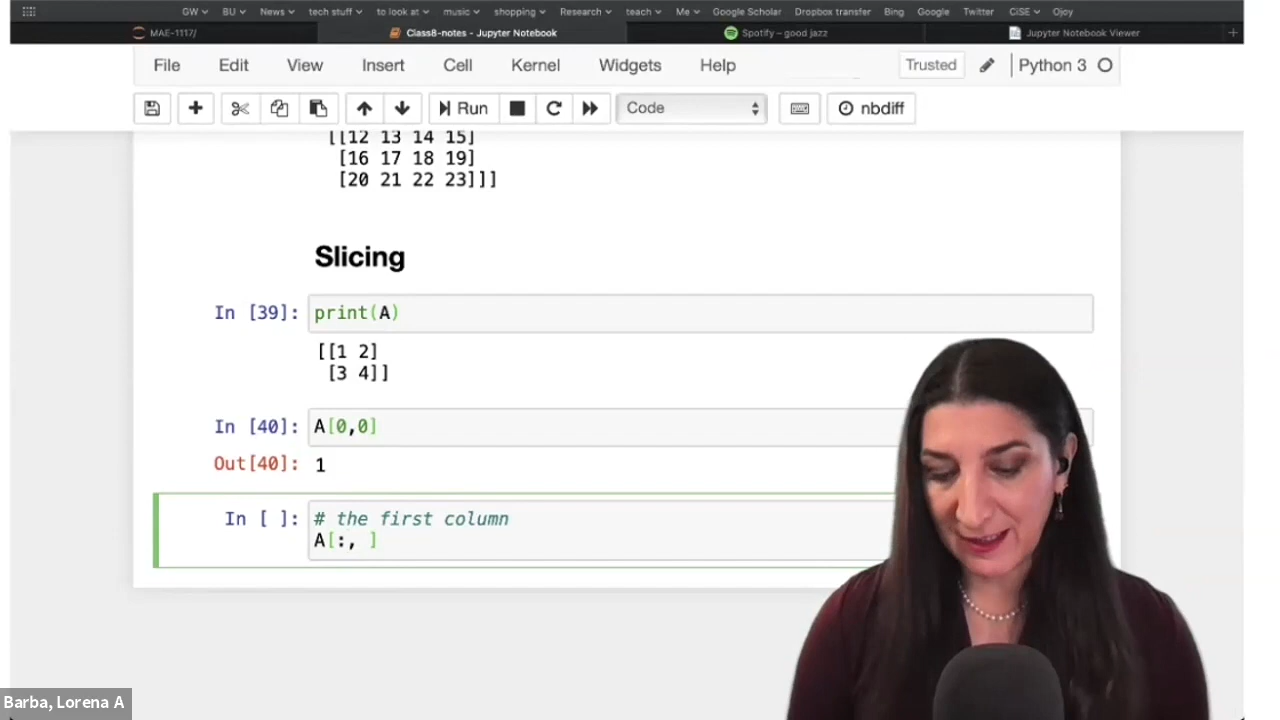 GW BU News tech stuff to look at music shopping Research teach Me Google Scholar Dropbox transfer Bing Google Twitter CiSE Ojoy
MAE-1117/ Class8-notes - Jupyter Notebook Spotify – good jazz Jupyter Notebook Viewer +
File Edit View Insert Cell Kernel Widgets Help Trusted Python 3
Run Code nbdiff
[[12 13 14 15]
[16 17 18 19]
[20 21 22 23]]]
Slicing
In [39]: print(A)
[[1 2]
[3 4]]
In [40]: A[0,0]
Out[40]: 1
In [ ]: # the first column
A[:, ]
Barba, Lorena A